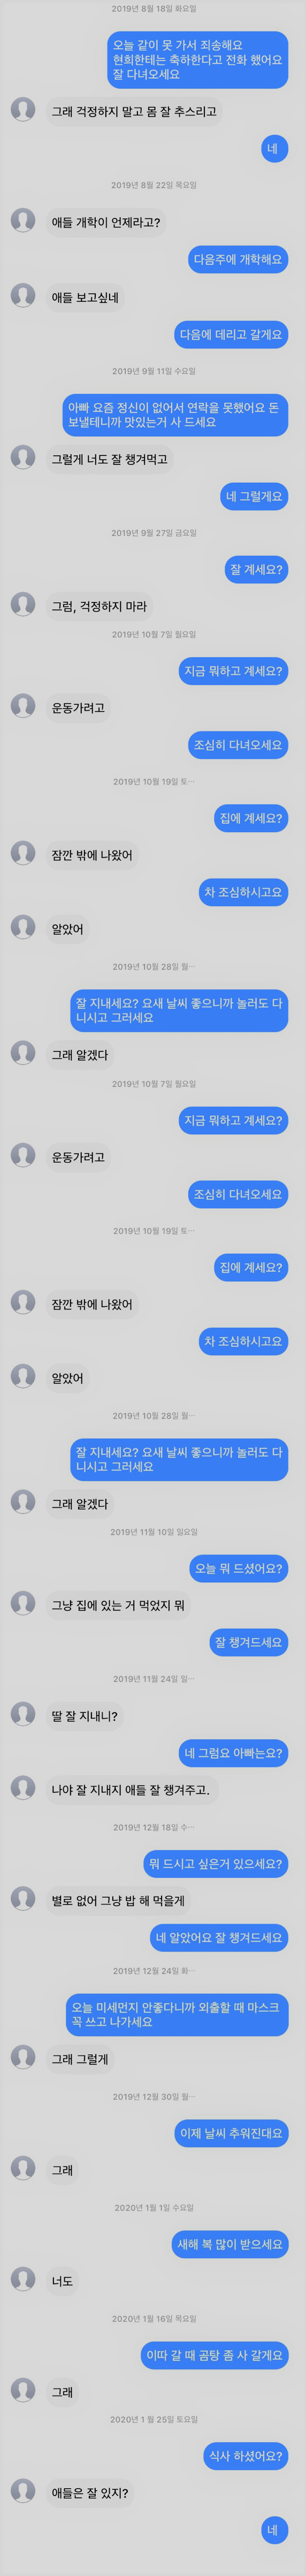 2019년 8월 18일 화요일
오늘 같이 못 가서 죄송해요
현희한테는 축하한다고 전화 했어요
잘 다녀오세요
그래 걱정하지 말고 몸 잘 추스리고
네
2019년 8월 22일 목요일
애들 개학이 언제라고?
다음주에 개학해요
애들 보고싶네
다음에 데리고 갈게요
2019년 9월 11일 수요일
아빠 요즘 정신이 없어서 연락을 못했어요 돈
보낼테니까 맛있는거 사 드세요
그럴게 너도 잘 챙겨먹고
네 그럴게요
2019년 9월 27일 금요일
잘 계세요?
그럼, 걱정하지 마라
2019년 10월 7일 월요일
지금 뭐하고 계세요?
운동가려고
조심히 다녀오세요
2019년 10월 19일 토…
집에 계세요?
잠깐 밖에 나왔어
차 조심하시고요
알았어
2019년 10월 28일 월…
잘 지내세요? 요새 날씨 좋으니까 놀러도 다
니시고 그러세요
그래 알겠다
2019년 10월 7일 월요일
지금 뭐하고 계세요?
운동가려고
조심히 다녀오세요
2019년 10월 19일 토…
집에 계세요?
잠깐 밖에 나왔어
차 조심하시고요
알았어
2019년 10월 28일 월…
잘 지내세요? 요새 날씨 좋으니까 놀러도 다
니시고 그러세요
그래 알겠다
2019년 11월 10일 일요일
오늘 뭐 드셨어요?
그냥 집에 있는 거 먹었지 뭐
잘 챙겨드세요
2019년 11월 24일 일…
딸 잘 지내니?
네 그럼요 아빠는요?
나야 잘 지내지 애들 잘 챙겨주고.
2019년 12월 18일 수…
뭐 드시고 싶은거 있으세요?
별로 없어 그냥 밥 해 먹을게
네 알았어요 잘 챙겨드세요
2019년 12월 24일 화…
오늘 미세먼지 안좋다니까 외출할 때 마스크
꼭 쓰고 나가세요
그래 그럴게
2019년 12월 30일 월…
이제 날씨 추워진대요
그래
2020년 1월 1일 수요일
새해 복 많이 받으세요
너도
2020년 1월 16일 목요일
이따 갈 때 곰탕 좀 사 갈게요
그래
2020년 1 월 25일 토요일
식사 하셨어요?
애들은 잘 있지?
네